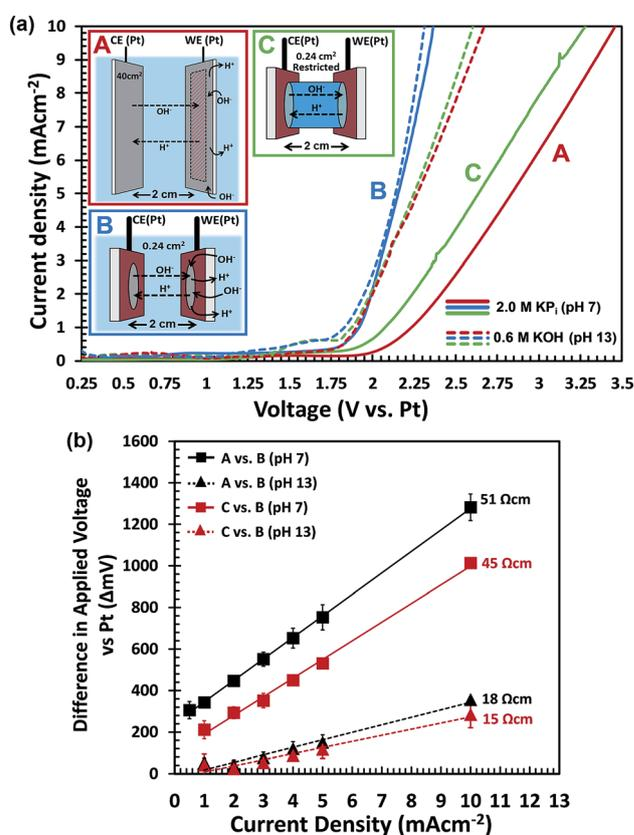 (a)
10
9
8
7
6
5
4
3
2
1
0
Current density (mAcm⁻²)
A
CE (Pt) WE (Pt)
40cm²
H⁺
OH⁻
OH⁻
H⁺
H⁺
OH⁻
2 cm
B
CE(Pt) WE(Pt)
0.24 cm²
OH⁻
OH⁻
H⁺
H⁺
OH⁻
H⁺
2 cm
C
CE(Pt) WE(Pt)
0.24 cm²
Restricted
OH⁻
H⁺
2 cm
B
C
A
2.0 M KPᵢ (pH 7)
0.6 M KOH (pH 13)
0.25 0.5 0.75 1 1.25 1.5 1.75 2 2.25 2.5 2.75 3 3.25 3.5
Voltage (V vs. Pt)
(b)
1600
1400
1200
1000
800
600
400
200
0
Difference in Applied Voltage
vs Pt (ΔmV)
A vs. B (pH 7)
A vs. B (pH 13)
C vs. B (pH 7)
C vs. B (pH 13)
51 Ωcm
45 Ωcm
18 Ωcm
15 Ωcm
0 1 2 3 4 5 6 7 8 9 10 11 12 13
Current Density (mAcm⁻²)